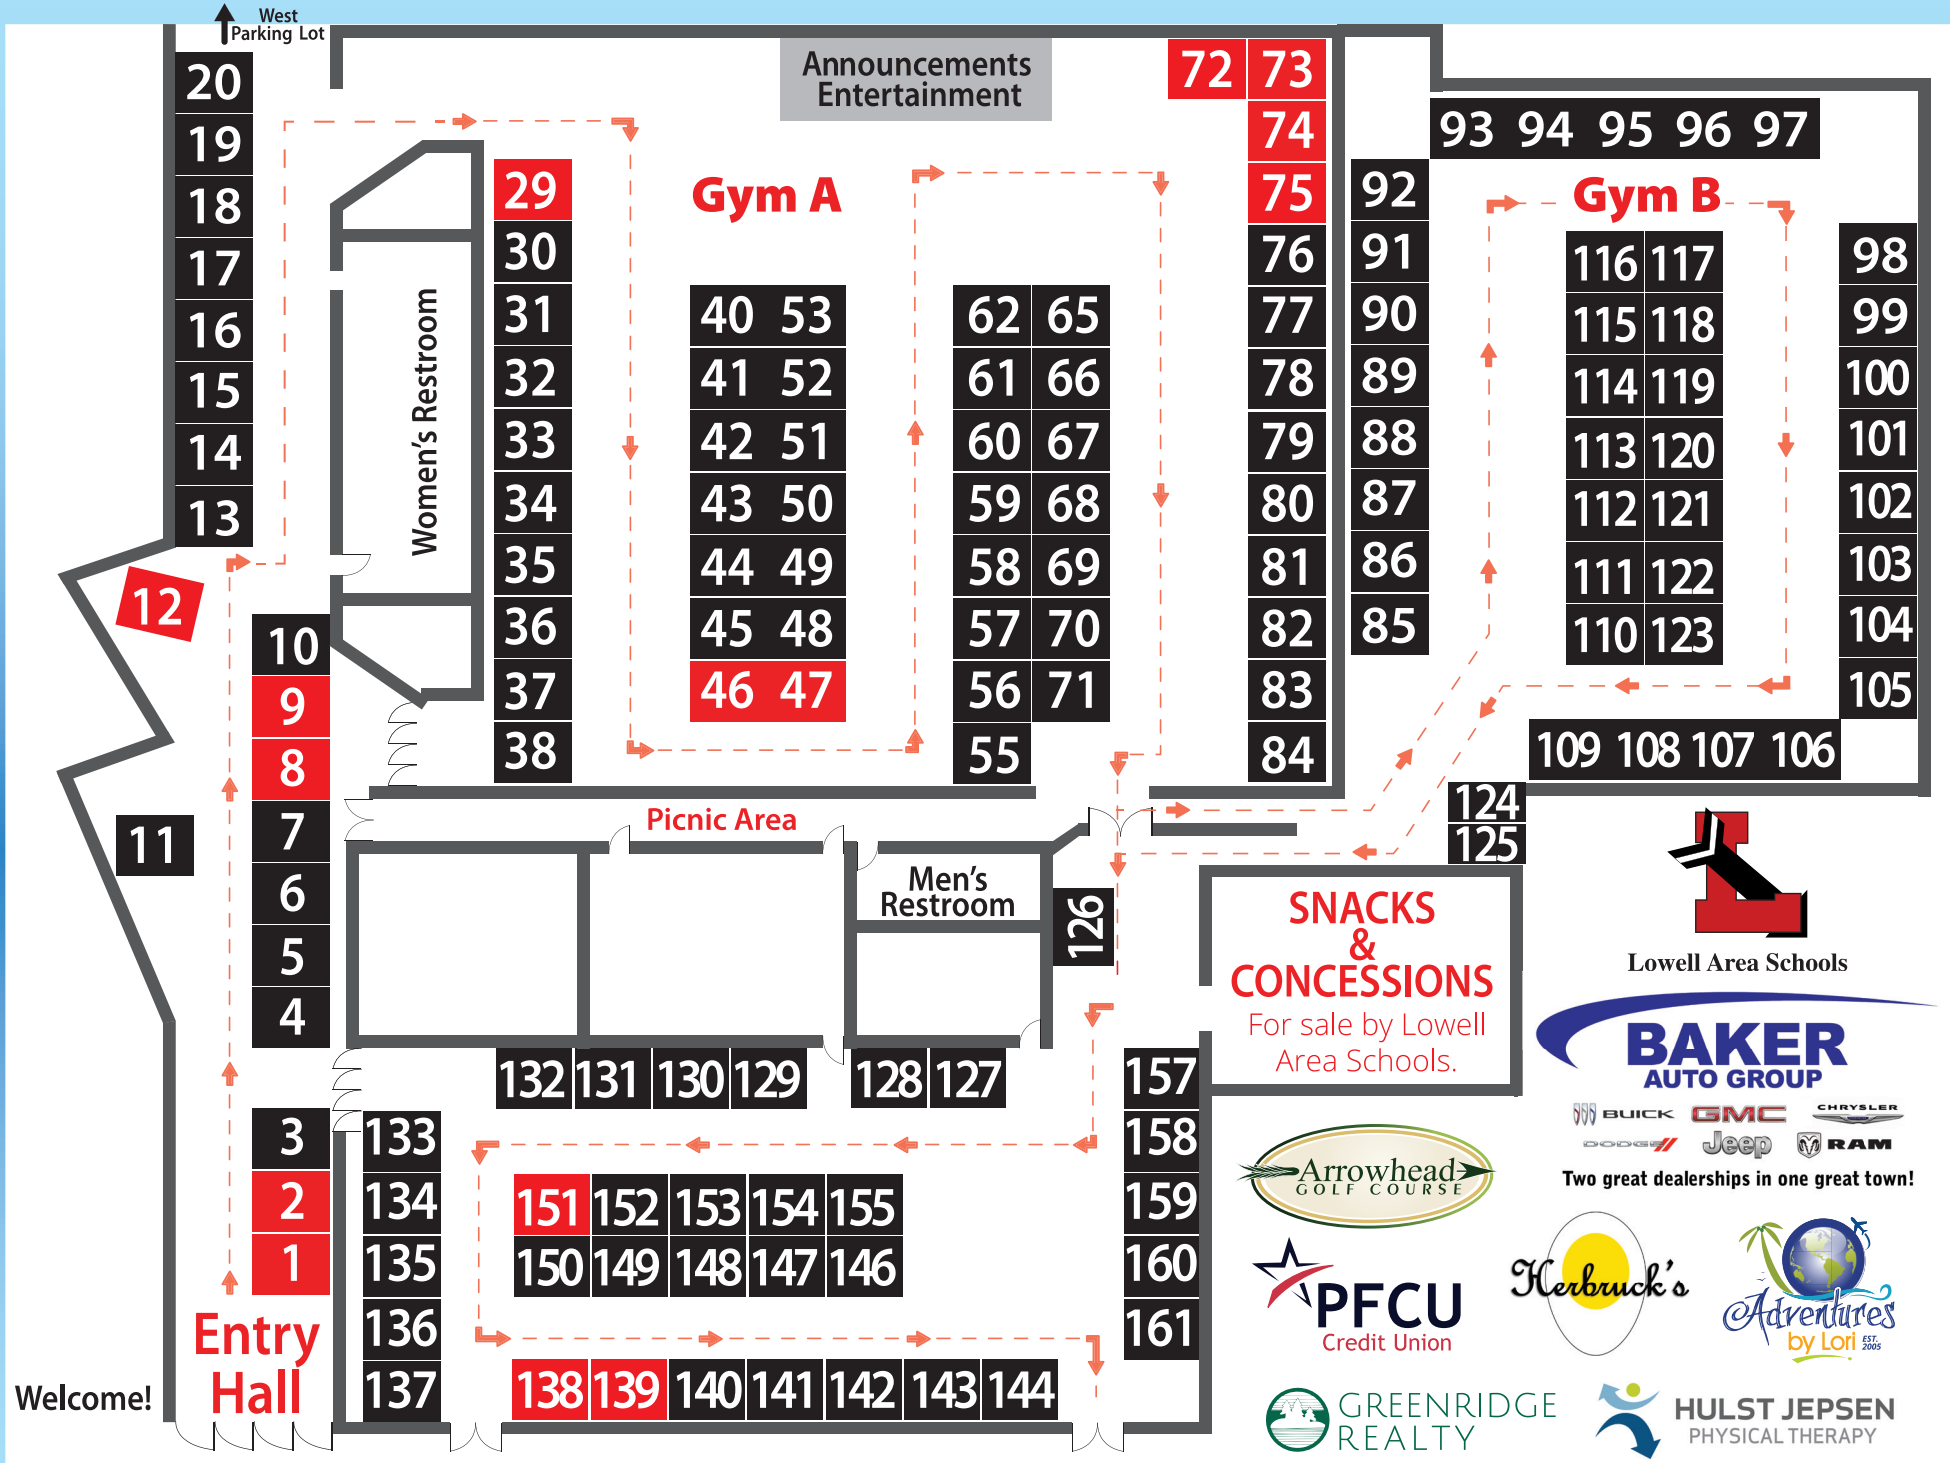 West
Parking Lot
20
19
18
17
16
15
14
13
12
11
10
9
8
7
6
5
4
3
2
1
Entry
Hall
Welcome!
Women's Restroom
Announcements
Entertainment
Gym A
29
30
31
32
33
34
35
36
37
38
40 53
41 52
42 51
43 50
44 49
45 48
46 47
62 65
61 66
60 67
59 68
58 69
57 70
56 71
55
72 73
74
75
76
77
78
79
80
81
82
83
84
Gym B
93 94 95 96 97
92
91
90
89
88
87
86
85
116 117
115 118
114 119
113 120
112 121
111 122
110 123
98
99
100
101
102
103
104
105
109 108 107 106
124
125
Picnic Area
Men's
Restroom
126
SNACKS
&
CONCESSIONS
For sale by Lowell
Area Schools.
132 131 130 129 128 127
133
134
135
136
137
151 152 153 154 155
150 149 148 147 146
138 139 140 141 142 143 144
157
158
159
160
161
L
Lowell Area Schools
BAKER
AUTO GROUP
BUICK GMC CHRYSLER
DODGE Jeep RAM
Two great dealerships in one great town!
Arrowhead
GOLF COURSE
PFCU
Credit Union
Herbruck's
Adventures
by Lori EST.
2005
GREENRIDGE
REALTY
HULST JEPSEN
PHYSICAL THERAPY